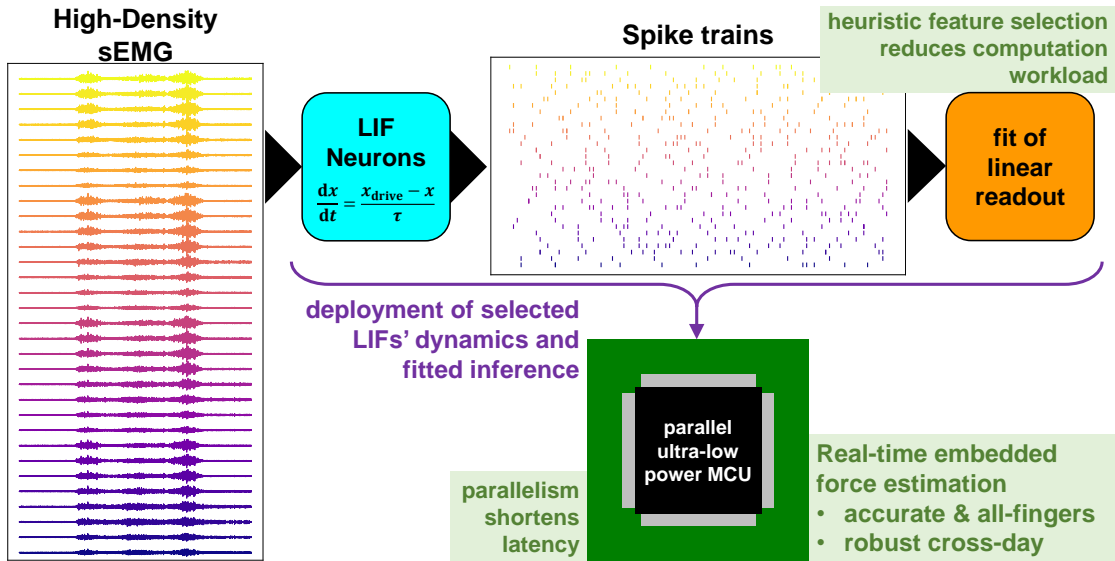 High-Density
sEMG
LIF
Neurons
dx/dt = (x_drive − x)/τ
Spike trains
heuristic feature selection
reduces computation
workload
fit of
linear
readout
deployment of selected
LIFs’ dynamics and
fitted inference
parallel
ultra-low
power MCU
parallelism
shortens
latency
Real-time embedded
force estimation
• accurate & all-fingers
• robust cross-day